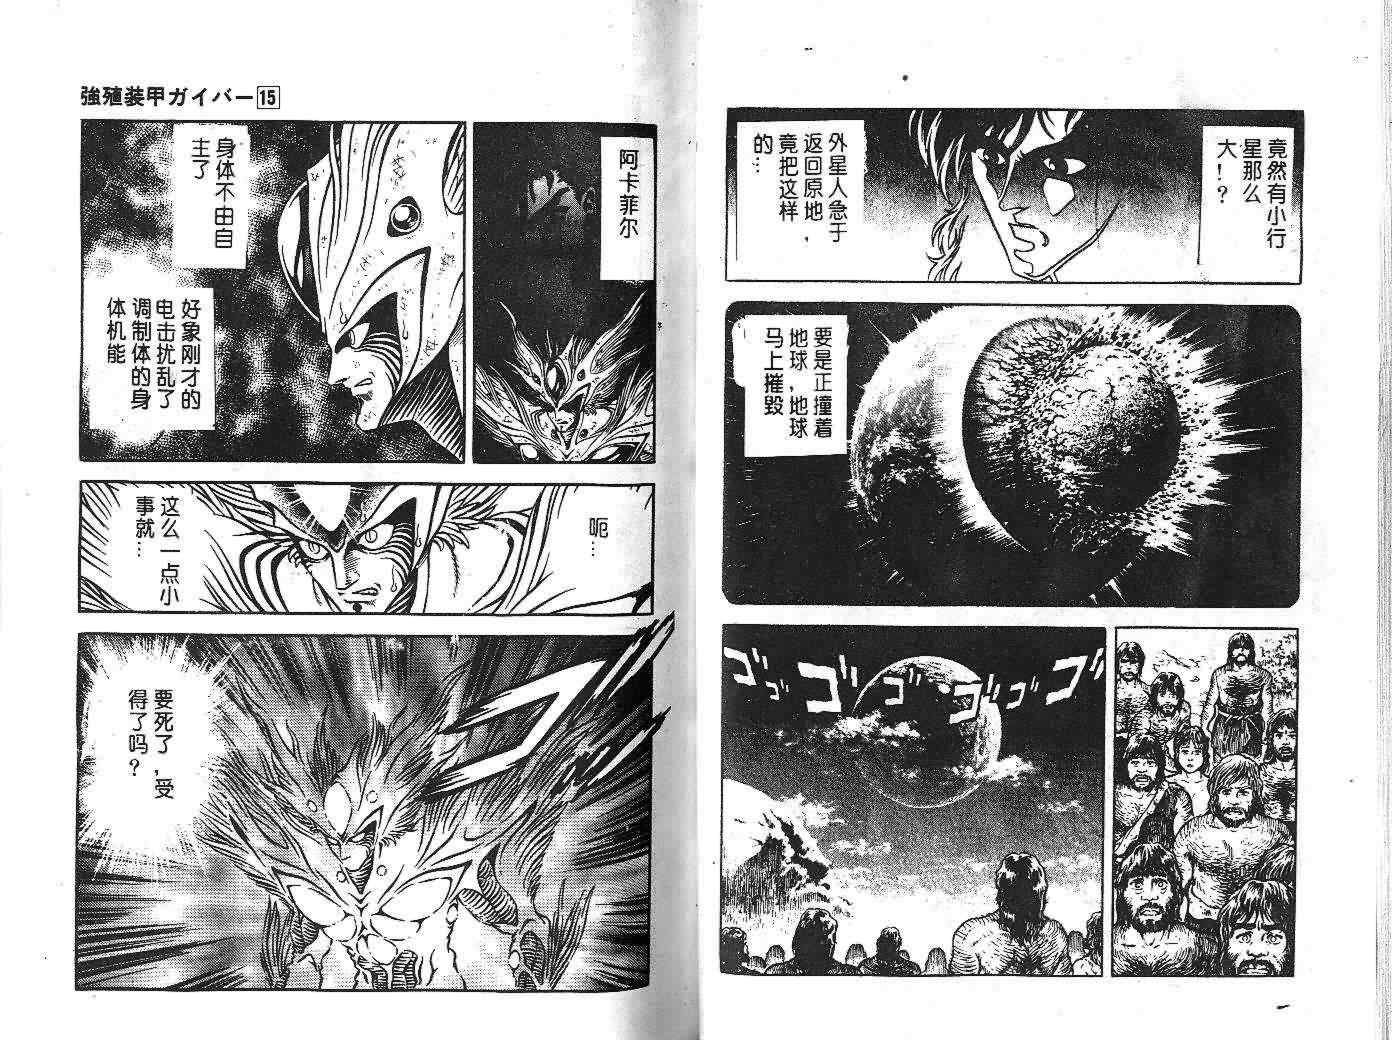 竟然有小行
星那么
大!?
外星人急于
返回原地,
竟把这样
的…
要是正撞着
地球,地球
马上摧毁
ゴゴゴゴゴゴゴ
強殖装甲ガイバー15
阿卡菲尔
身体不由自
主了
好象刚才的
电击扰乱了
调制体的身
体机能
呃…
这么一点小
事就…
要死了,受
得了吗?